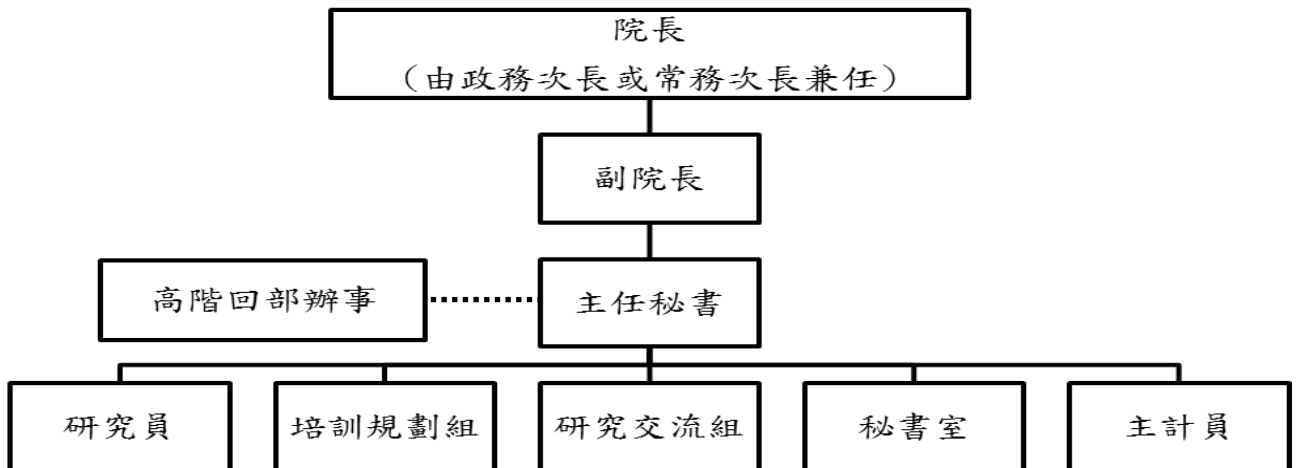 院長
（由政務次長或常務次長兼任）
副院長
高階回部辦事
主任秘書
研究員
培訓規劃組
研究交流組
秘書室
主計員